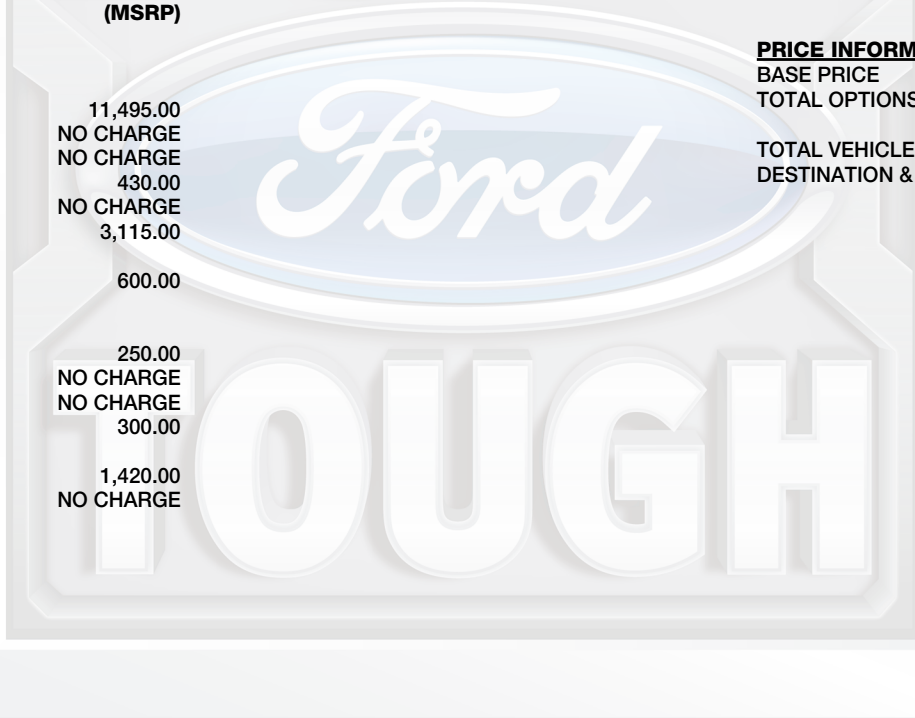 (MSRP)
11,495.00
NO CHARGE
NO CHARGE
430.00
NO CHARGE
3,115.00
600.00
250.00
NO CHARGE
NO CHARGE
300.00
1,420.00
NO CHARGE
PRICE INFORM
BASE PRICE
TOTAL OPTIONS
TOTAL VEHICLE
DESTINATION &
Ford
TOUGH